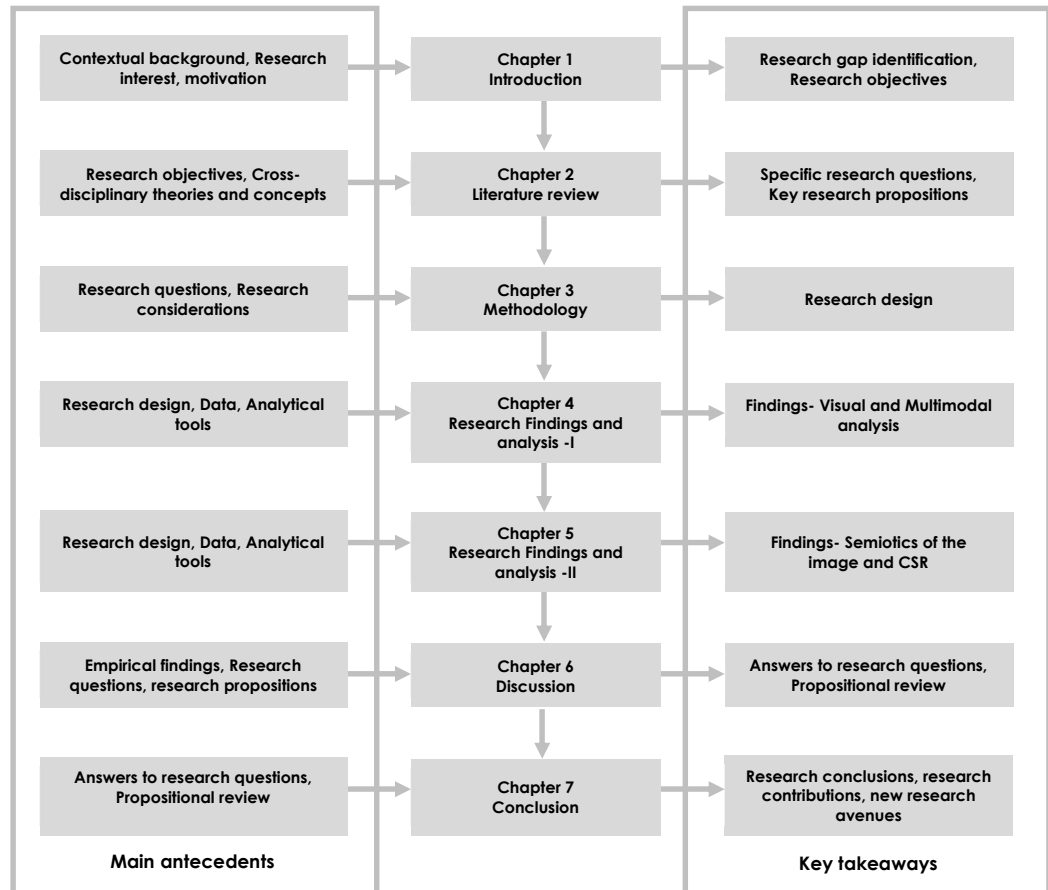 Contextual background, Research
interest, motivation
Chapter 1
Introduction
Research gap identification,
Research objectives
Research objectives, Cross-
disciplinary theories and concepts
Chapter 2
Literature review
Specific research questions,
Key research propositions
Research questions, Research
considerations
Chapter 3
Methodology
Research design
Research design, Data, Analytical
tools
Chapter 4
Research Findings and
analysis -I
Findings- Visual and Multimodal
analysis
Research design, Data, Analytical
tools
Chapter 5
Research Findings and
analysis -II
Findings- Semiotics of the
image and CSR
Empirical findings, Research
questions, research propositions
Chapter 6
Discussion
Answers to research questions,
Propositional review
Answers to research questions,
Propositional review
Chapter 7
Conclusion
Research conclusions, research
contributions, new research
avenues
Main antecedents
Key takeaways